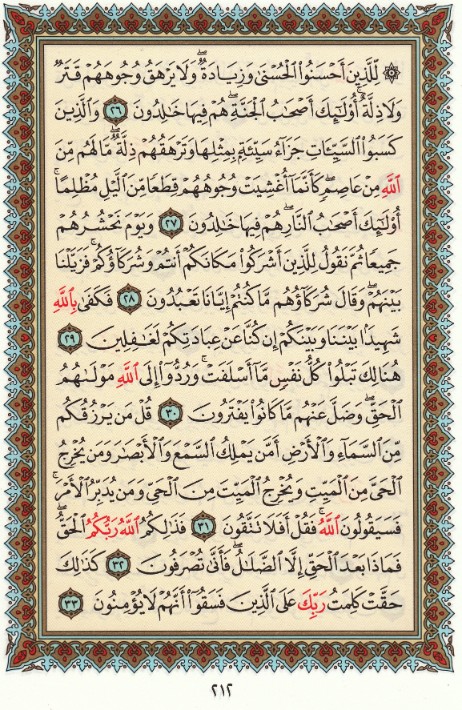 ۞ لِّلَّذِينَ أَحْسَنُوا۟ ٱلْحُسْنَىٰ وَزِيَادَةٌ ۖ وَلَا يَرْهَقُ وُجُوهَهُمْ قَتَرٌ
وَلَا ذِلَّةٌ ۚ أُو۟لَٰٓئِكَ أَصْحَٰبُ ٱلْجَنَّةِ ۖ هُمْ فِيهَا خَٰلِدُونَ ٢٦ وَٱلَّذِينَ
كَسَبُوا۟ ٱلسَّيِّـَٔاتِ جَزَآءُ سَيِّئَةٍۭ بِمِثْلِهَا وَتَرْهَقُهُمْ ذِلَّةٌ ۖ مَّا لَهُم مِّنَ
ٱللَّهِ مِنْ عَاصِمٍ ۖ كَأَنَّمَآ أُغْشِيَتْ وُجُوهُهُمْ قِطَعًا مِّنَ ٱلَّيْلِ مُظْلِمًا ۚ
أُو۟لَٰٓئِكَ أَصْحَٰبُ ٱلنَّارِ ۖ هُمْ فِيهَا خَٰلِدُونَ ٢٧ وَيَوْمَ نَحْشُرُهُمْ
جَمِيعًا ثُمَّ نَقُولُ لِلَّذِينَ أَشْرَكُوا۟ مَكَانَكُمْ أَنتُمْ وَشُرَكَآؤُكُمْ ۚ فَزَيَّلْنَا
بَيْنَهُمْ ۖ وَقَالَ شُرَكَآؤُهُم مَّا كُنتُمْ إِيَّانَا تَعْبُدُونَ ٢٨ فَكَفَىٰ بِٱللَّهِ
شَهِيدًۢا بَيْنَنَا وَبَيْنَكُمْ إِن كُنَّا عَنْ عِبَادَتِكُمْ لَغَٰفِلِينَ ٢٩
هُنَالِكَ تَبْلُوا۟ كُلُّ نَفْسٍ مَّآ أَسْلَفَتْ ۚ وَرُدُّوٓا۟ إِلَى ٱللَّهِ مَوْلَىٰهُمُ
ٱلْحَقِّ ۖ وَضَلَّ عَنْهُم مَّا كَانُوا۟ يَفْتَرُونَ ٣٠ قُلْ مَن يَرْزُقُكُم
مِّنَ ٱلسَّمَآءِ وَٱلْأَرْضِ أَمَّن يَمْلِكُ ٱلسَّمْعَ وَٱلْأَبْصَٰرَ وَمَن يُخْرِجُ
ٱلْحَىَّ مِنَ ٱلْمَيِّتِ وَيُخْرِجُ ٱلْمَيِّتَ مِنَ ٱلْحَىِّ وَمَن يُدَبِّرُ ٱلْأَمْرَ ۚ
فَسَيَقُولُونَ ٱللَّهُ ۚ فَقُلْ أَفَلَا تَتَّقُونَ ٣١ فَذَٰلِكُمُ ٱللَّهُ رَبُّكُمُ ٱلْحَقُّ ۖ
فَمَاذَا بَعْدَ ٱلْحَقِّ إِلَّا ٱلضَّلَٰلُ ۖ فَأَنَّىٰ تُصْرَفُونَ ٣٢ كَذَٰلِكَ
حَقَّتْ كَلِمَتُ رَبِّكَ عَلَى ٱلَّذِينَ فَسَقُوٓا۟ أَنَّهُمْ لَا يُؤْمِنُونَ ٣٣
٢١٢